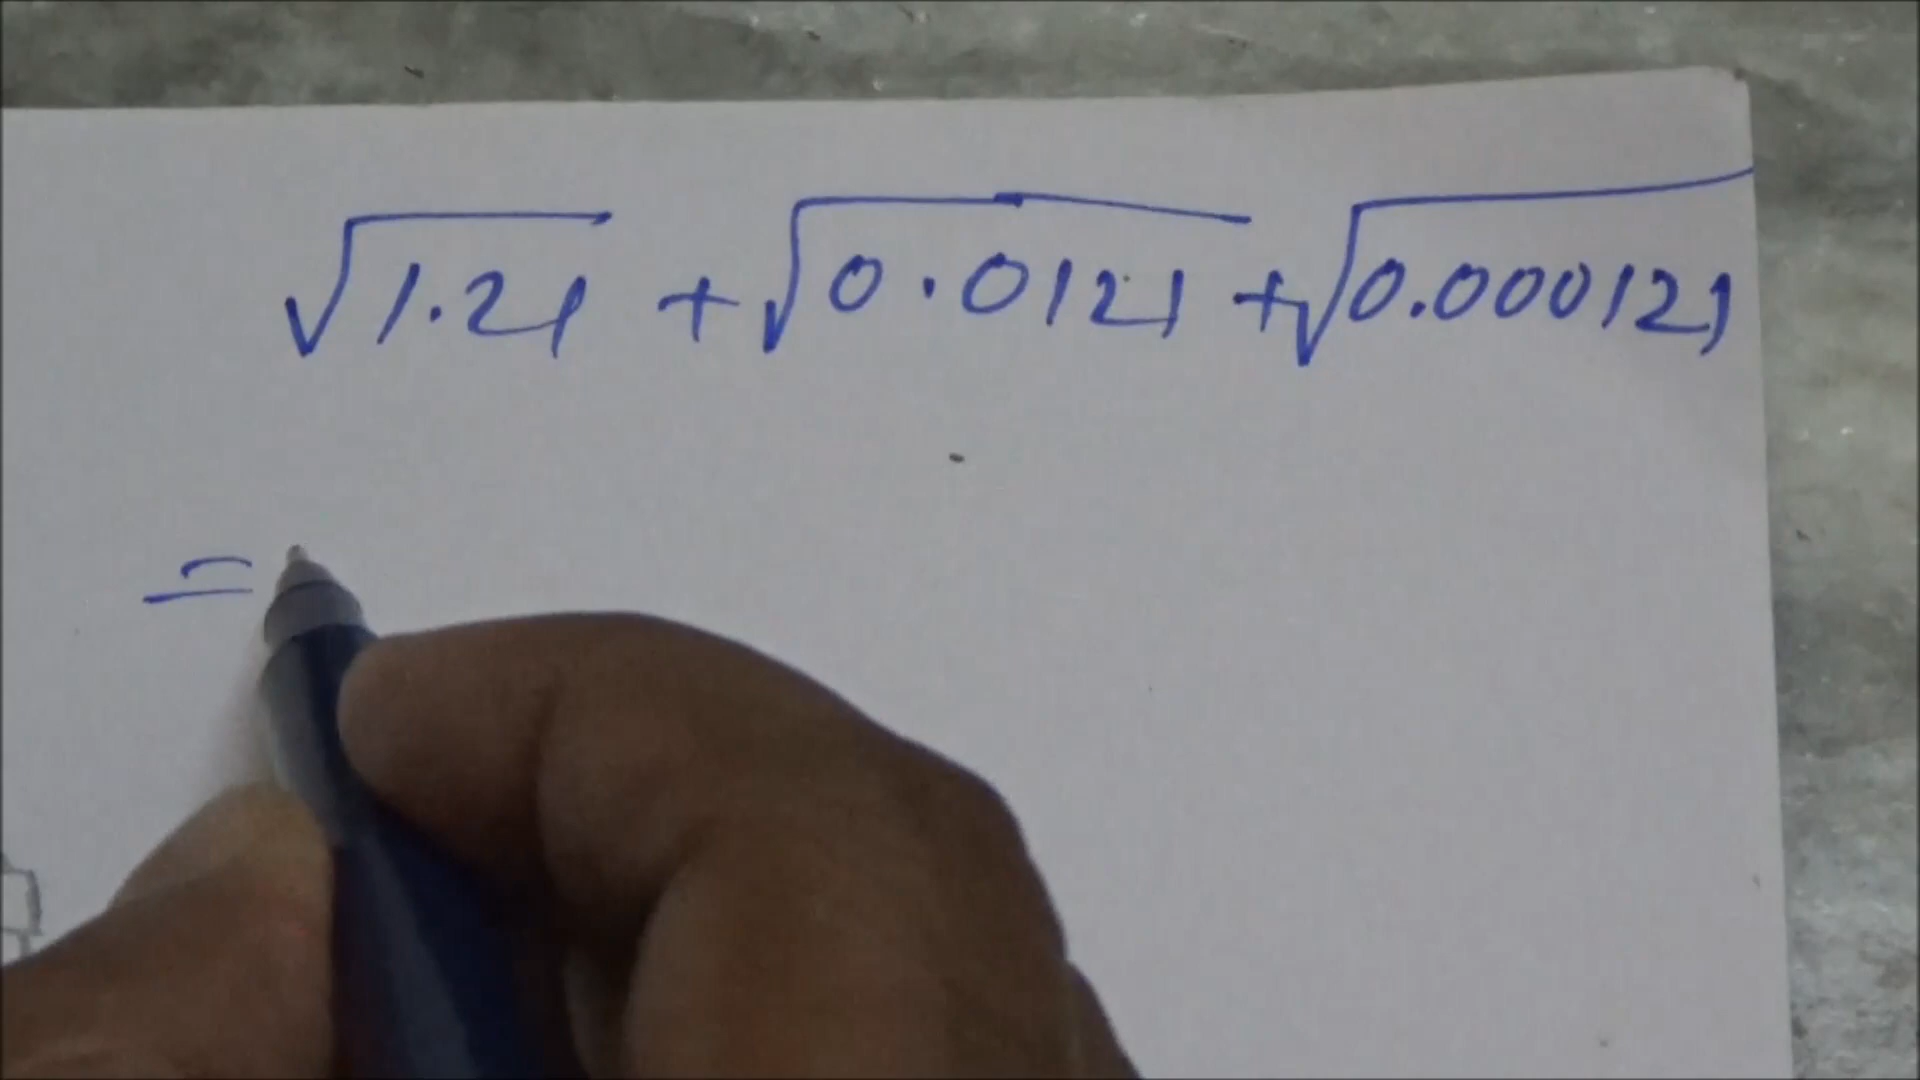 √1.21 + √0.0121 + √0.000121
=